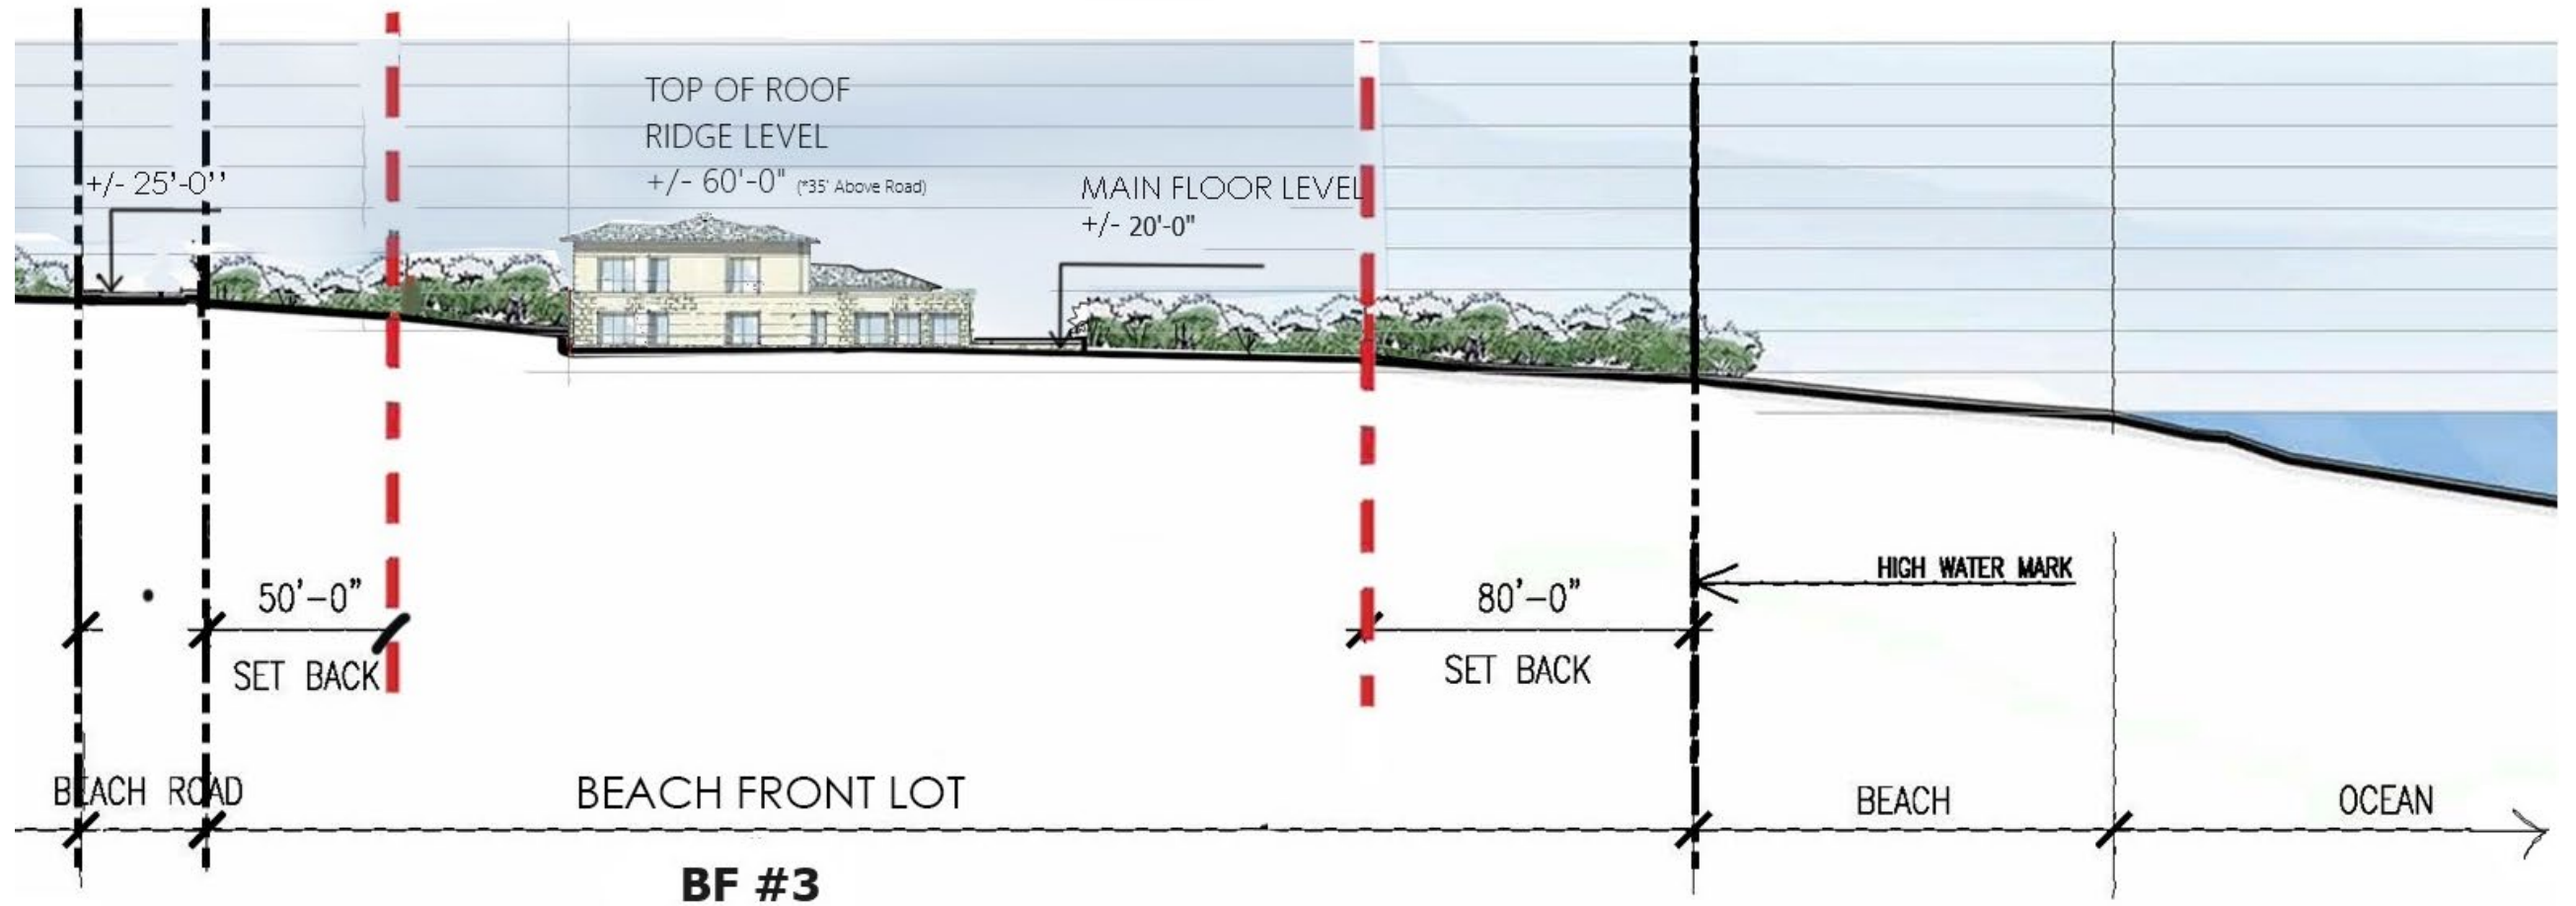 TOP OF ROOF
RIDGE LEVEL
+/- 60'-0" (*35' Above Road)
+/- 25'-0''
MAIN FLOOR LEVEL
+/- 20'-0"
50'-0"
SET BACK
80'-0"
SET BACK
HIGH WATER MARK
BEACH ROAD
BEACH FRONT LOT
BEACH
OCEAN
BF #3